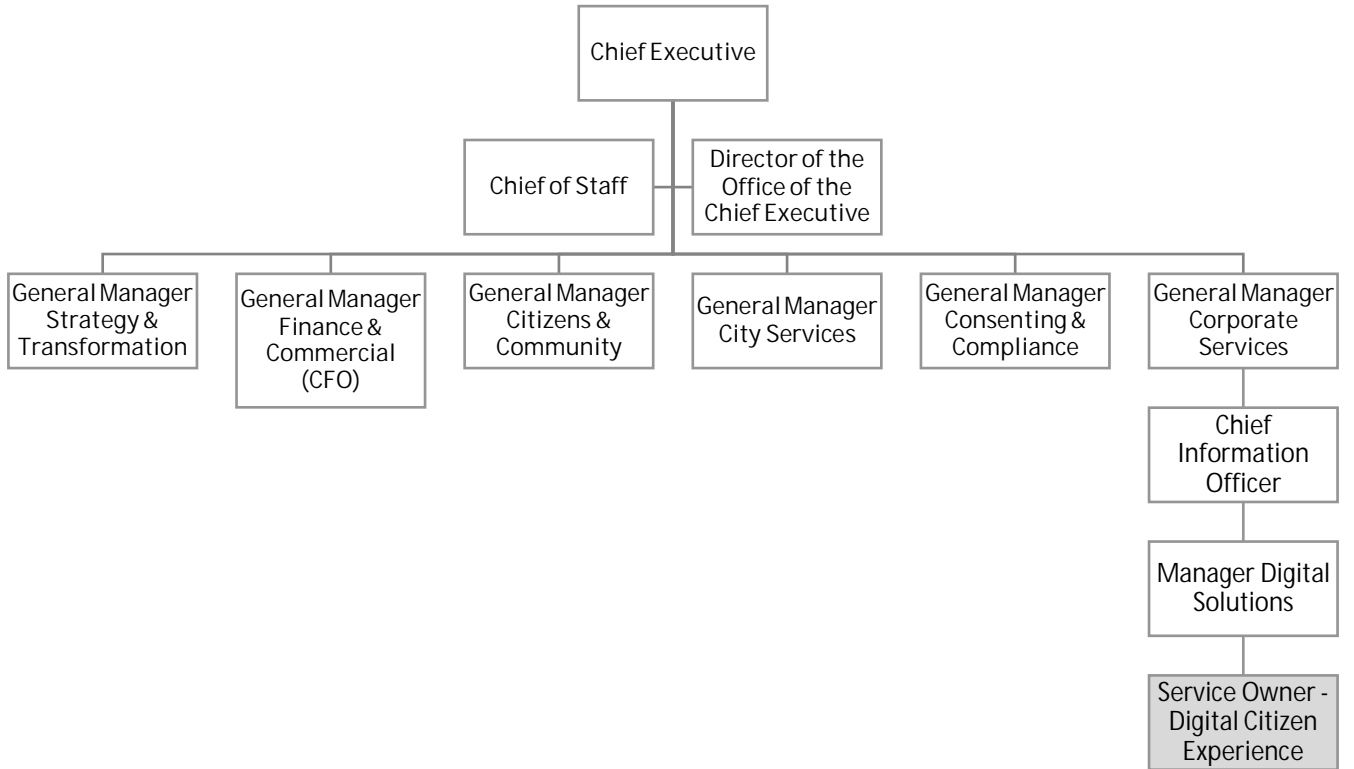 Chief Executive
Chief of Staff
Director of the
Office of the
Chief Executive
General Manager
Strategy &
Transformation
General Manager
Finance &
Commercial
(CFO)
General Manager
Citizens &
Community
General Manager
City Services
General Manager
Consenting &
Compliance
General Manager
Corporate
Services
Chief
Information
Officer
Manager Digital
Solutions
Service Owner -
Digital Citizen
Experience